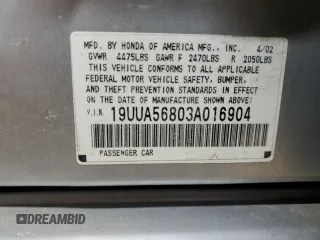 MFD. BY HONDA OF AMERICA MFG., INC. 4/02
GVWR 4475LBS GAWR F 2470LBS R 2050LBS
THIS VEHICLE CONFORMS TO ALL APPLICABLE
FEDERAL MOTOR VEHICLE SAFETY, BUMPER,
AND THEFT PREVENTION STANDARDS IN EFFECT
ON THE DATE OF MANUFACTURE SHOWN ABOVE.
V.I.N. 19UUA56803A016904
PASSENGER CAR
DREAMBID
DREAMBID